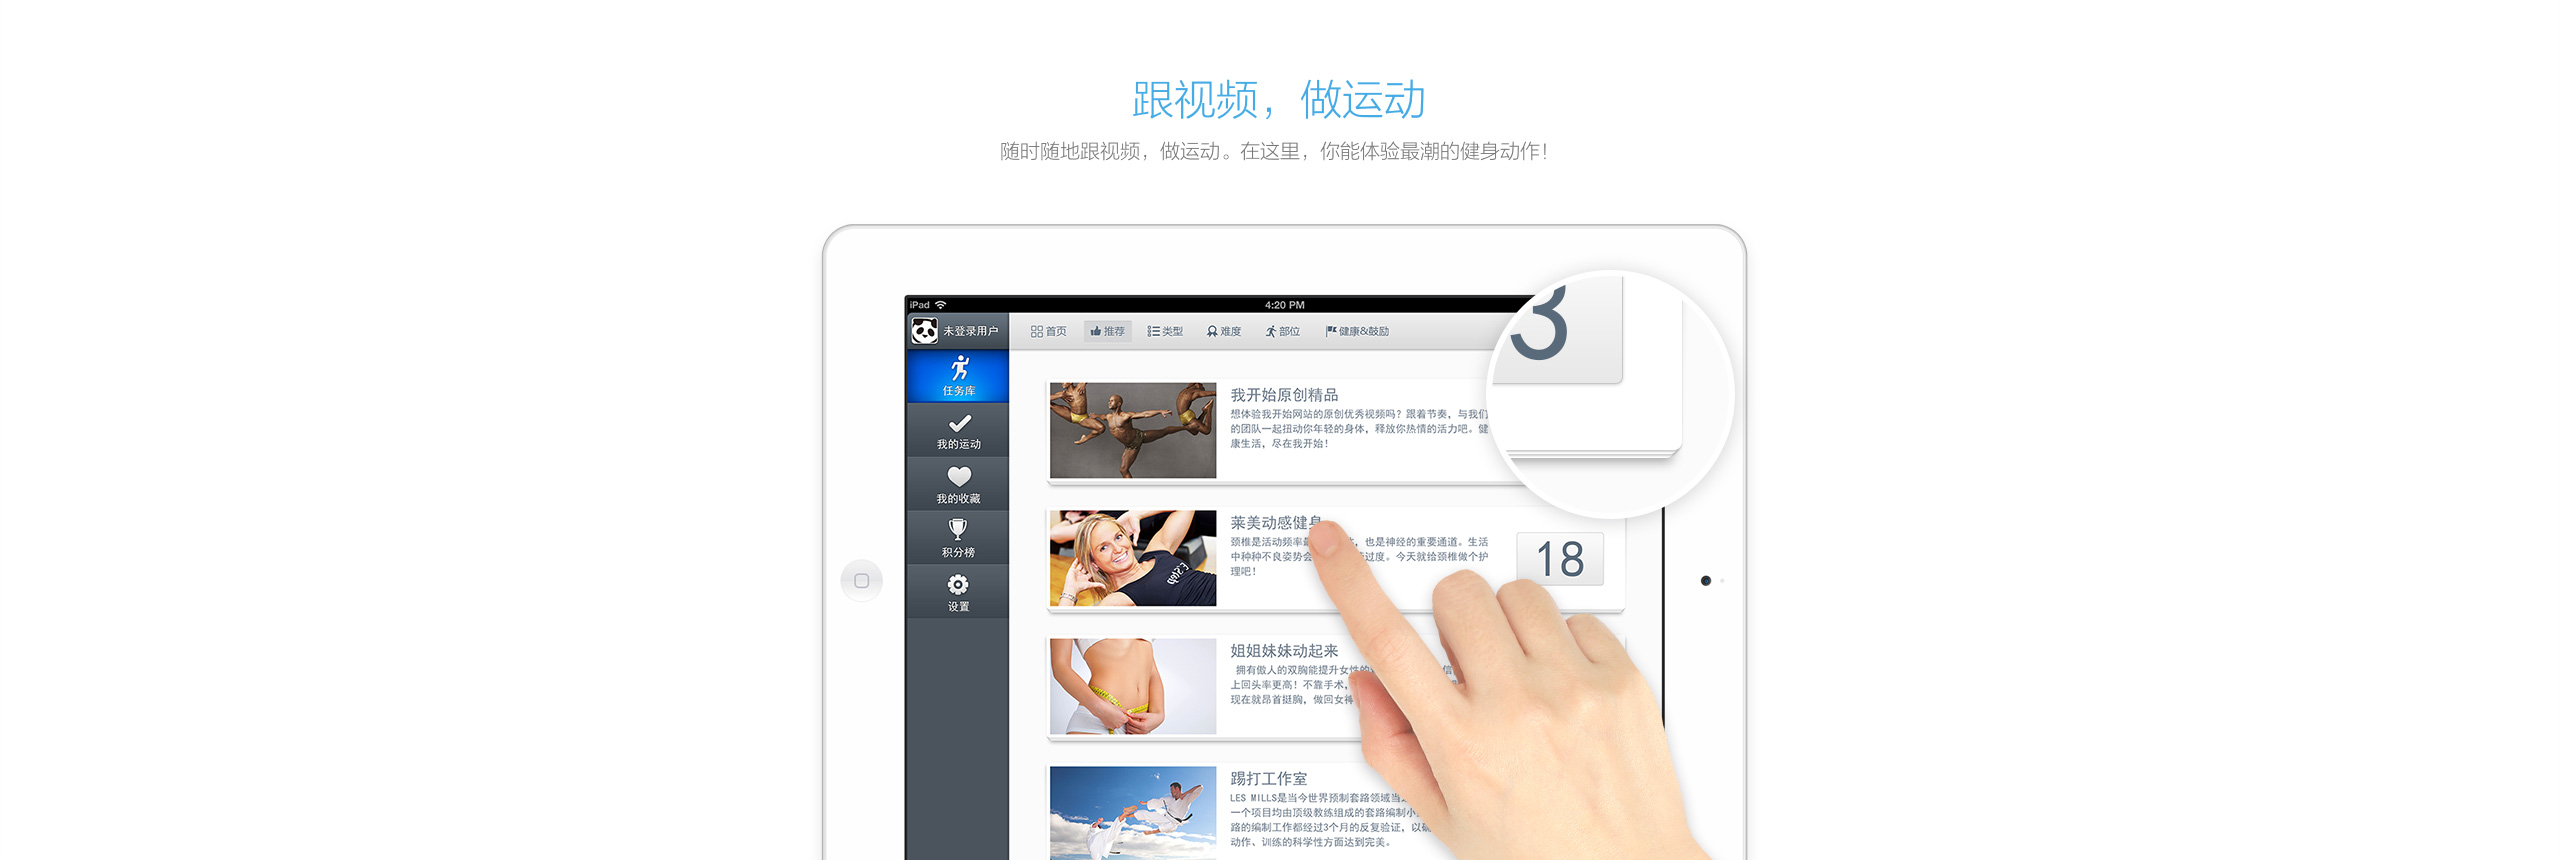 跟视频，做运动
随时随地跟视频，做运动。在这里，你能体验最潮的健身动作！
iPad
4:20 PM
未登录用户
首页
推荐
类型
难度
部位
健康&鼓励
任务库
我的运动
我的收藏
积分榜
设置
3
我开始原创精品
想体验我开始网站的原创优秀视频吗？跟着节奏，与我们
的团队一起扭动你年轻的身体，释放你热情的活力吧。健
康生活，尽在我开始！
莱美动感健身
颈椎是活动频率最 ，也是神经的重要通道。生活
中种种不良姿势会 过度。今天就给颈椎做个护
理吧！
18
姐姐妹妹动起来
拥有傲人的双胸能提升女性的 信
上回头率更高！不靠手术，
现在就昂首挺胸，做回女神
踢打工作室
LES MILLS是当今世界预制套路领域当
一个项目均由顶级教练组成的套路编制小
路的编制工作都经过3个月的反复验证，以确
动作、训练的科学性方面达到完美。